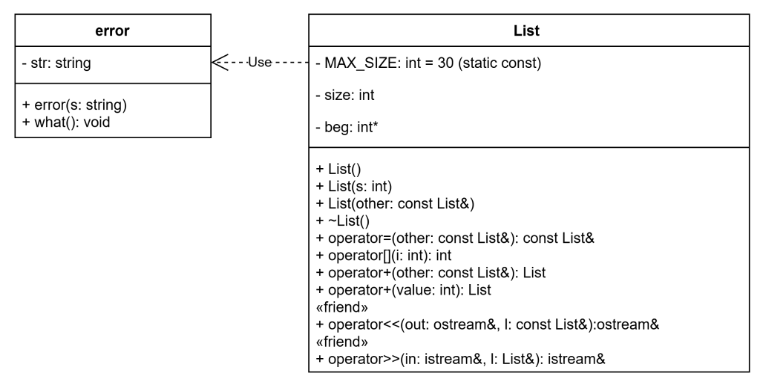 error
- str: string
+ error(s: string)
+ what(): void
Use
List
- MAX_SIZE: int = 30 (static const)
- size: int
- beg: int*
+ List()
+ List(s: int)
+ List(other: const List&)
+ ~List()
+ operator=(other: const List&): const List&
+ operator[](i: int): int
+ operator+(other: const List&): List
+ operator+(value: int): List
«friend»
+ operator<<(out: ostream&, l: const List&):ostream&
«friend»
+ operator>>(in: istream&, l: List&): istream&